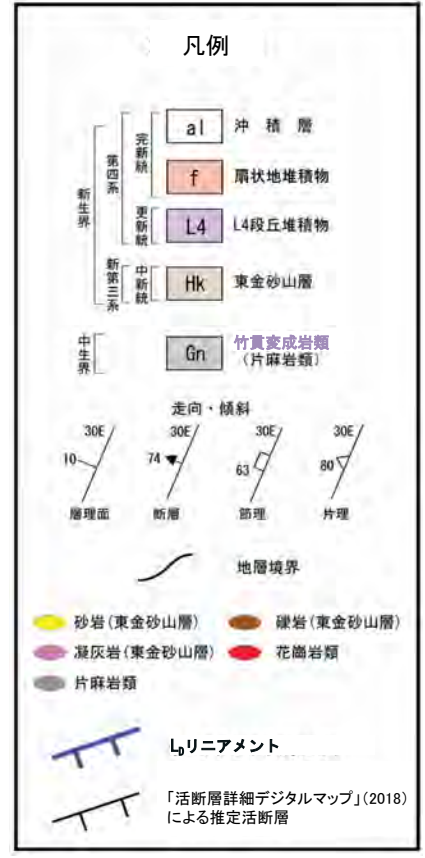 凡例
新生界
第四系
完新統
al 沖積層
f 扇状地堆積物
更新統
L4 L4段丘堆積物
新第三系
中新統
Hk 東金砂山層
中生界
Gn 竹貫変成岩類
(片麻岩類)
走向・傾斜
30E 30E 30E 30E
10 74 63 80
層理面 断層 節理 片理
地層境界
砂岩(東金砂山層) 礫岩(東金砂山層)
凝灰岩(東金砂山層) 花崗岩類
片麻岩類
LDリニアメント
「活断層詳細デジタルマップ」(2018)
による推定活断層